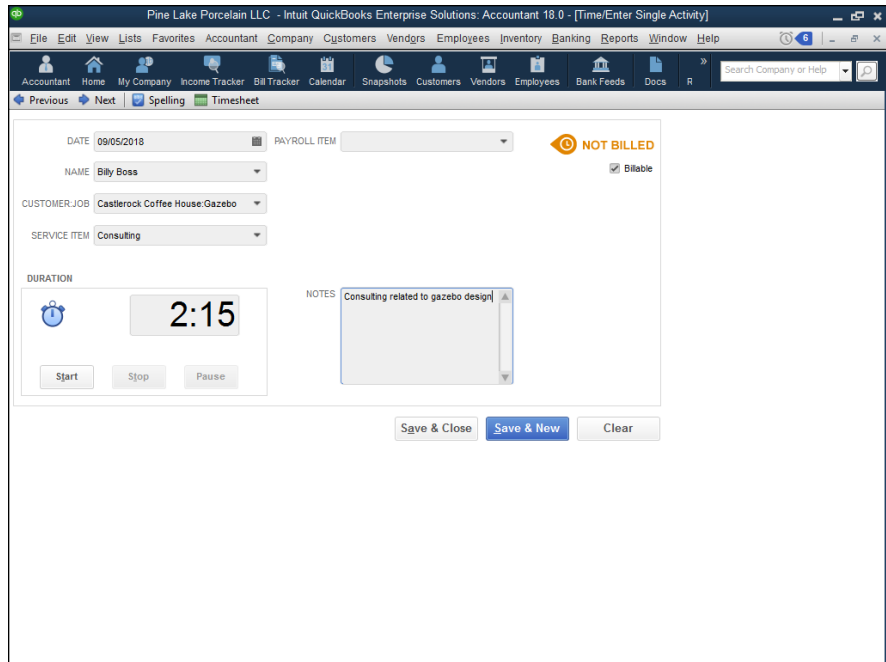 qb Pine Lake Porcelain LLC - Intuit QuickBooks Enterprise Solutions: Accountant 18.0 - [Time/Enter Single Activity]
File Edit View Lists Favorites Accountant Company Customers Vendors Employees Inventory Banking Reports Window Help 6
Accountant Home My Company Income Tracker Bill Tracker 31 Calendar Snapshots Customers Vendors Employees Bank Feeds Docs R » Search Company or Help
Previous Next Spelling Timesheet
DATE 09/05/2018 PAYROLL ITEM NOT BILLED
NAME Billy Boss Billable
CUSTOMER:JOB Castlerock Coffee House:Gazebo
SERVICE ITEM Consulting
DURATION
2:15
NOTES Consulting related to gazebo design
Start Stop Pause
Save & Close Save & New Clear